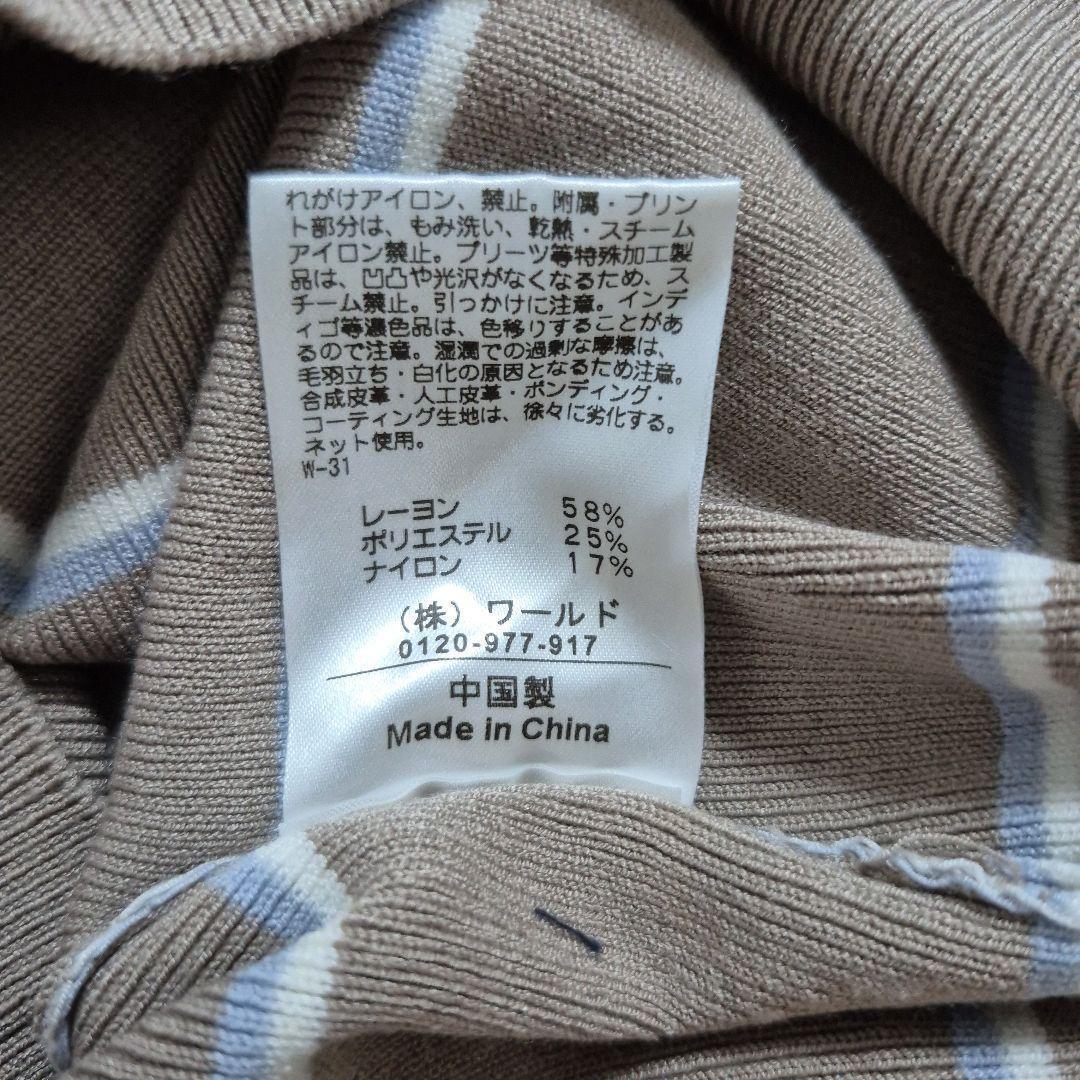 れがけアイロン、禁止。附属・プリン
ト部分は、もみ洗い、乾熱・スチーム
アイロン禁止。プリーツ等特殊加工製
品は、凹凸や光沢がなくなるため、ス
チーム禁止。引っかけに注意。インデ
ィゴ等濃色品は、色移りすることがあ
るので注意。湿潤での過剰な摩擦は、
毛羽立ち・白化の原因となるため注意。
合成皮革・人工皮革・ボンディング・
コーティング生地は、徐々に劣化する。
ネット使用。
W-31
レーヨン 58%
ポリエステル 25%
ナイロン 17%
(株) ワールド
0120-977-917
中国製
Made in China